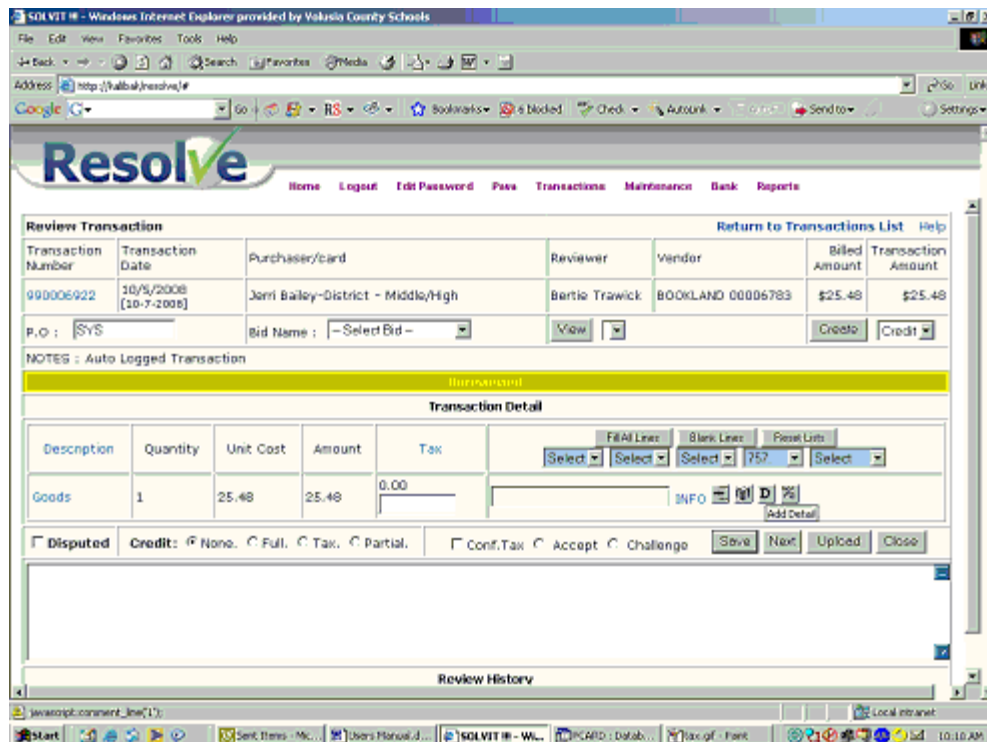 SOLVIT !!! - Windows Internet Explorer provided by Volusia County Schools
File Edit View Favorites Tools Help
Back Search Favorites Media
Address http://halibak/resolve/# Go Link
Google G Go RS Bookmarks 6 blocked Check AutoLink Send to Settings
Resolve
Home Logout Edit Password Pava Transactions Maintenance Bank Reports
Review Transaction Return to Transactions List Help
Transaction Number Transaction Date Purchaser/card Reviewer Vendor Billed Amount Transaction Amount
990006922 10/5/2008 [10-7-2008] Jerri Bailey-District - Middle/High Bertie Trawick BOOKLAND 00006783 $25.48 $25.48
P.O : SYS Bid Name : -- Select Bid -- View Create Credit
NOTES : Auto Logged Transaction
Unreviewed
Transaction Detail
Fill All Lines Blank Lines Reset Lists
Description Quantity Unit Cost Amount Tax Select Select Select 757. Select
Goods 1 25.48 25.48 0.00 INFO D %
Add Detail
Disputed Credit: None. Full. Tax. Partial. Conf.Tax Accept Challenge Save Next Upload Close
Review History
javascript:comment_line('1'); Local intranet
Start Sent Items - Mic... Users Manual.d... SOLVIT !!! - Wi... PCARD : Datab... tax.gif - Paint 10:10 AM